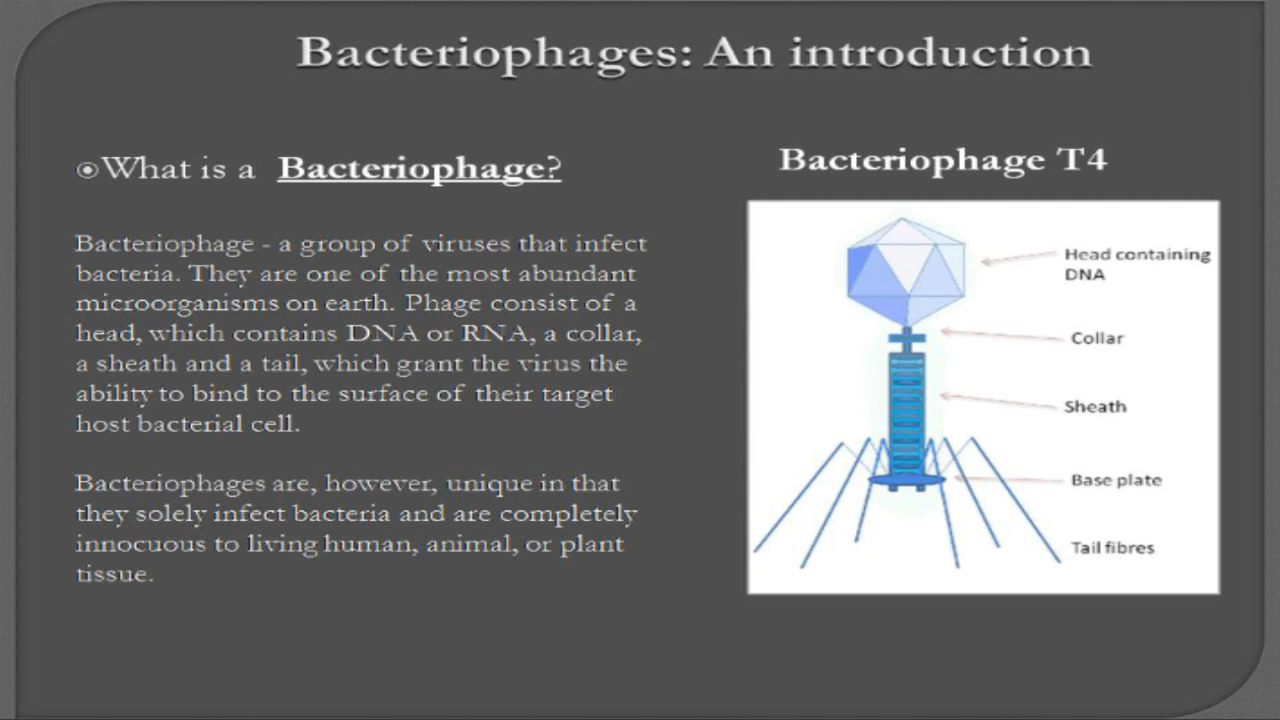 Bacteriophages: An introduction
What is a Bacteriophage?
Bacteriophage - a group of viruses that infect
bacteria. They are one of the most abundant
microorganisms on earth. Phage consist of a
head, which contains DNA or RNA, a collar,
a sheath and a tail, which grant the virus the
ability to bind to the surface of their target
host bacterial cell.
Bacteriophages are, however, unique in that
they solely infect bacteria and are completely
innocuous to living human, animal, or plant
tissue.
Bacteriophage T4
Head containing
DNA
Collar
Sheath
Base plate
Tail fibres